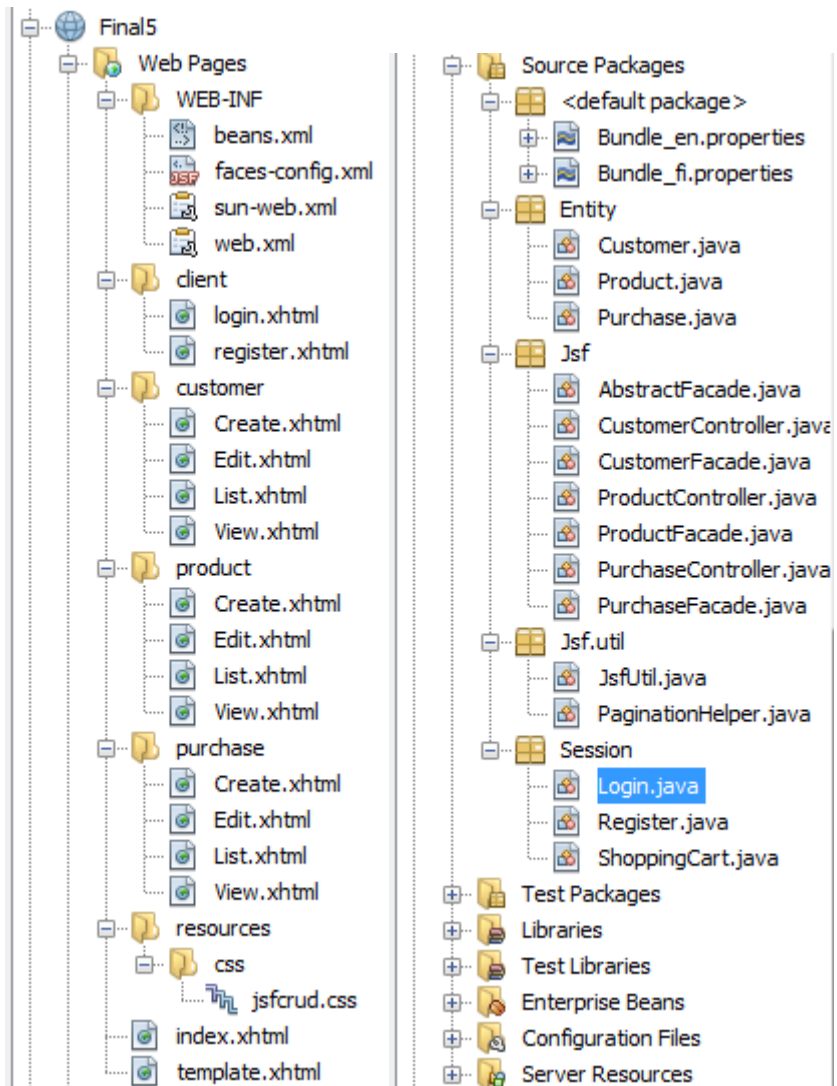 Final5
Web Pages
WEB-INF
beans.xml
faces-config.xml
sun-web.xml
web.xml
client
login.xhtml
register.xhtml
customer
Create.xhtml
Edit.xhtml
List.xhtml
View.xhtml
product
Create.xhtml
Edit.xhtml
List.xhtml
View.xhtml
purchase
Create.xhtml
Edit.xhtml
List.xhtml
View.xhtml
resources
css
jsfcrud.css
index.xhtml
template.xhtml
Source Packages
<default package>
Bundle_en.properties
Bundle_fi.properties
Entity
Customer.java
Product.java
Purchase.java
Jsf
AbstractFacade.java
CustomerController.java
CustomerFacade.java
ProductController.java
ProductFacade.java
PurchaseController.java
PurchaseFacade.java
Jsf.util
JsfUtil.java
PaginationHelper.java
Session
Login.java
Register.java
ShoppingCart.java
Test Packages
Libraries
Test Libraries
Enterprise Beans
Configuration Files
Server Resources